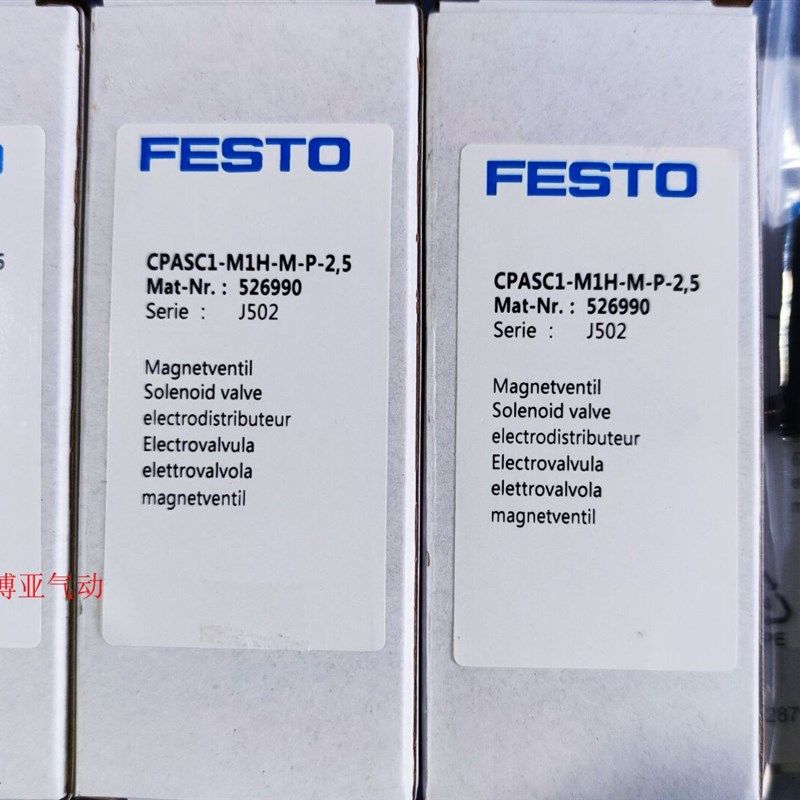 FESTO
CPASC1-M1H-M-P-2,5
Mat-Nr. : 526990
Serie : J502
Magnetventil
Solenoid valve
electrodistributeur
Electrovalvula
elettrovalvola
magnetventil
FESTO
CPASC1-M1H-M-P-2,5
Mat-Nr. : 526990
Serie : J502
Magnetventil
Solenoid valve
electrodistributeur
Electrovalvula
elettrovalvola
magnetventil
博亚气动
PE
287